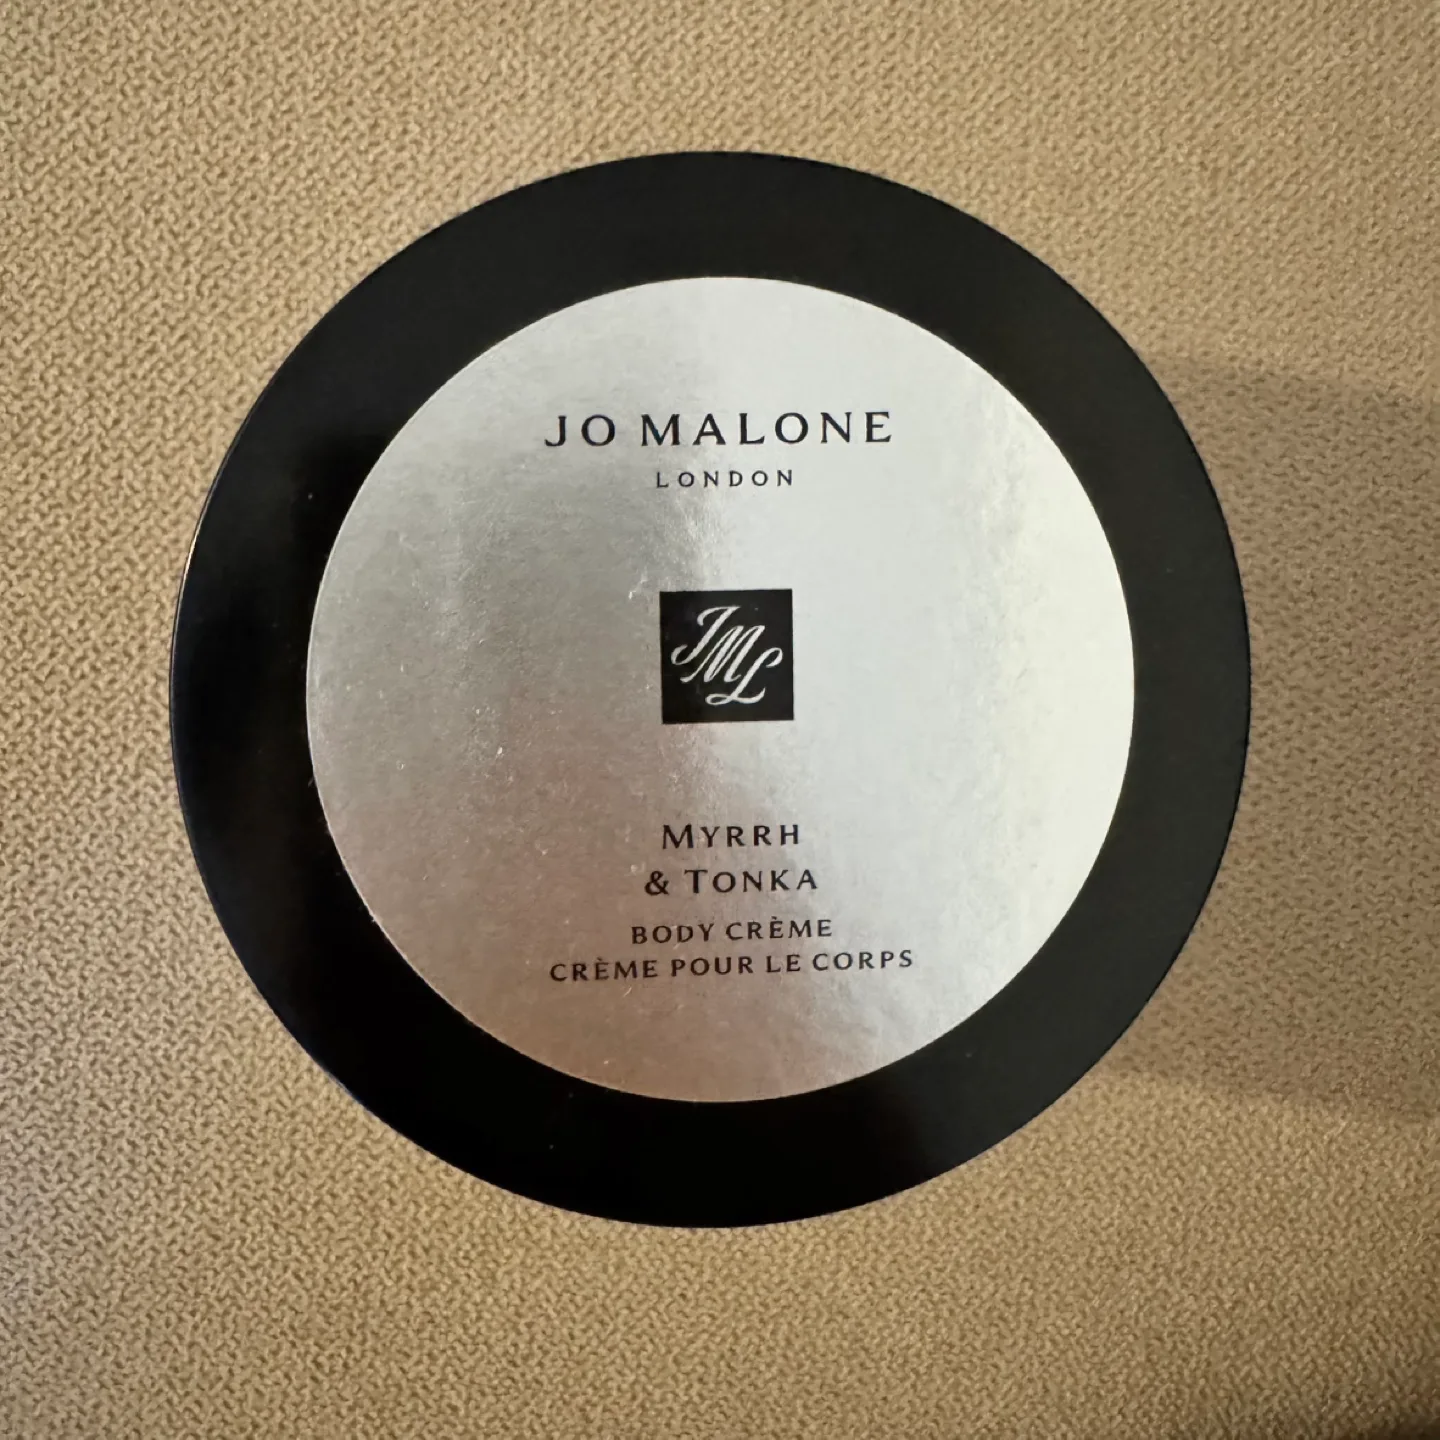 JO MALONE
LONDON
JML
MYRRH
& TONKA
BODY CRÈME
CRÈME POUR LE CORPS